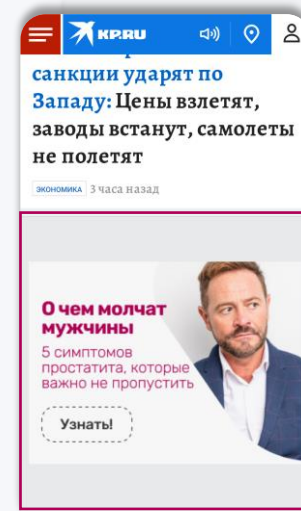 KP.RU
санкции ударят по
Западу: Цены взлетят,
заводы встанут, самолеты
не полетят
ЭКОНОМИКА 3 часа назад
О чем молчат
мужчины
5 симптомов
простатита, которые
важно не пропустить
Узнать!